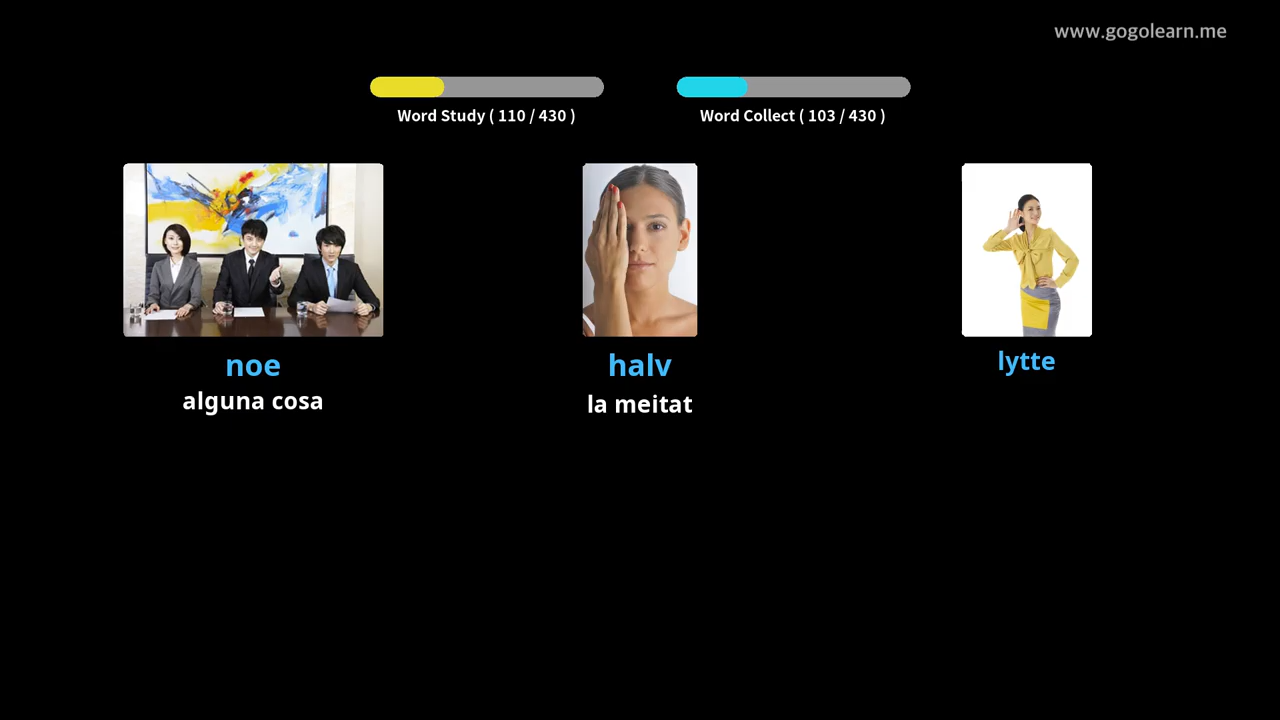 www.gogolearn.me
Word Study ( 110 / 430 )
Word Collect ( 103 / 430 )
noe
alguna cosa
halv
la meitat
lytte